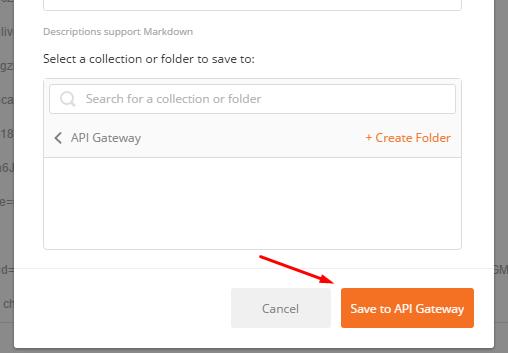 Descriptions support Markdown
Select a collection or folder to save to:
Search for a collection or folder
API Gateway
+ Create Folder
Cancel
Save to API Gateway